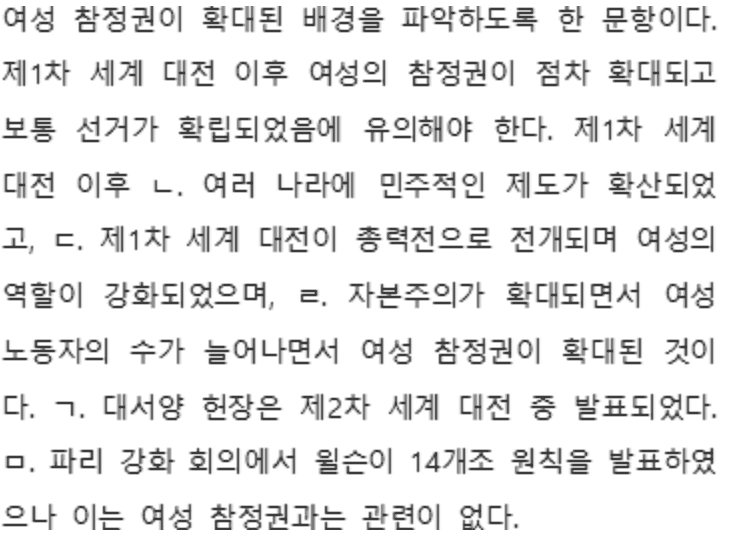 여성 참정권이 확대된 배경을 파악하도록 한 문항이다.
제1차 세계 대전 이후 여성의 참정권이 점차 확대되고
보통 선거가 확립되었음에 유의해야 한다. 제1차 세계
대전 이후 ㄴ. 여러 나라에 민주적인 제도가 확산되었
고, ㄷ. 제1차 세계 대전이 총력전으로 전개되며 여성의
역할이 강화되었으며, ㄹ. 자본주의가 확대되면서 여성
노동자의 수가 늘어나면서 여성 참정권이 확대된 것이
다. ㄱ. 대서양 헌장은 제2차 세계 대전 중 발표되었다.
ㅁ. 파리 강화 회의에서 윌슨이 14개조 원칙을 발표하였
으나 이는 여성 참정권과는 관련이 없다.